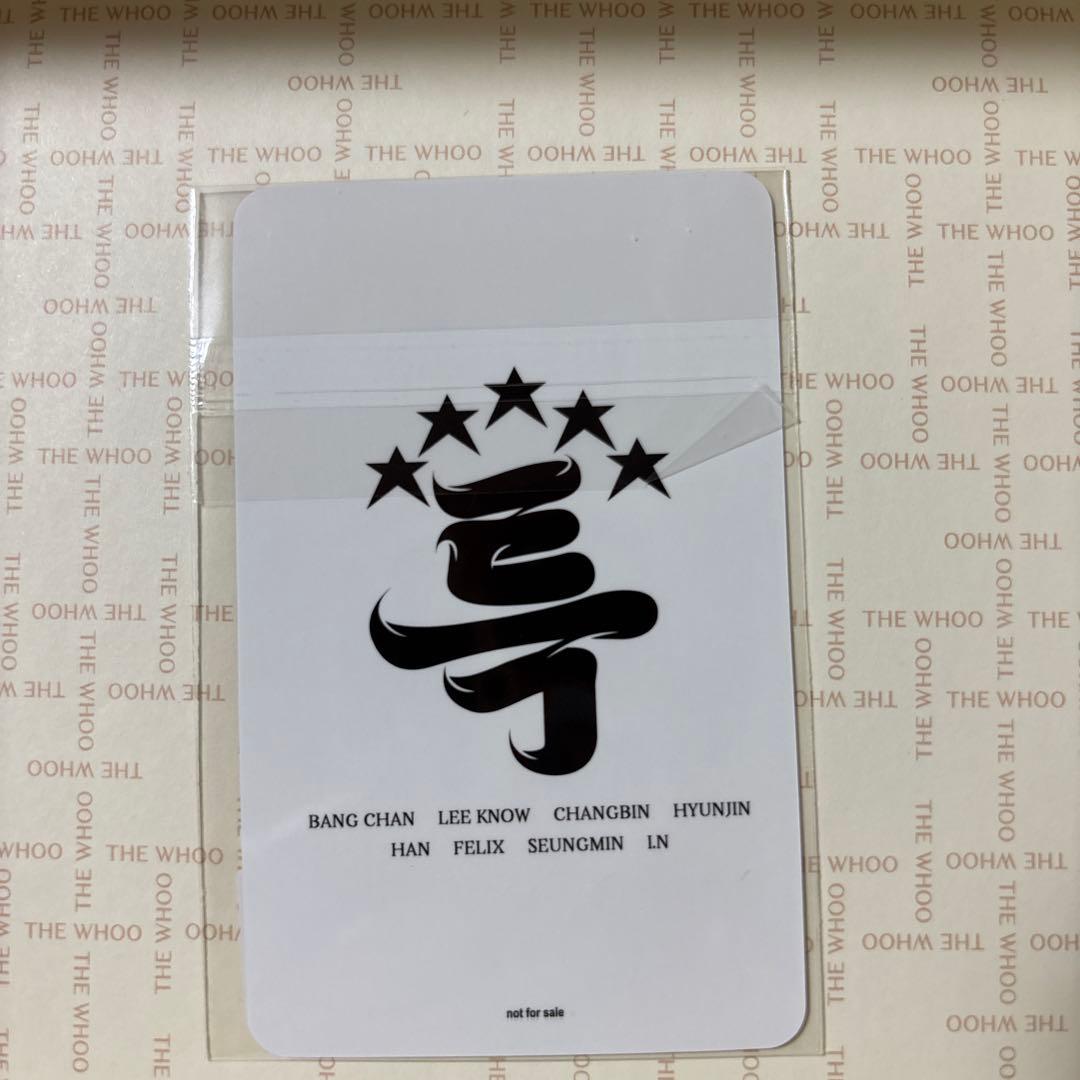 특
BANG CHAN LEE KNOW CHANGBIN HYUNJIN
HAN FELIX SEUNGMIN I.N
not for sale
THE WHOO